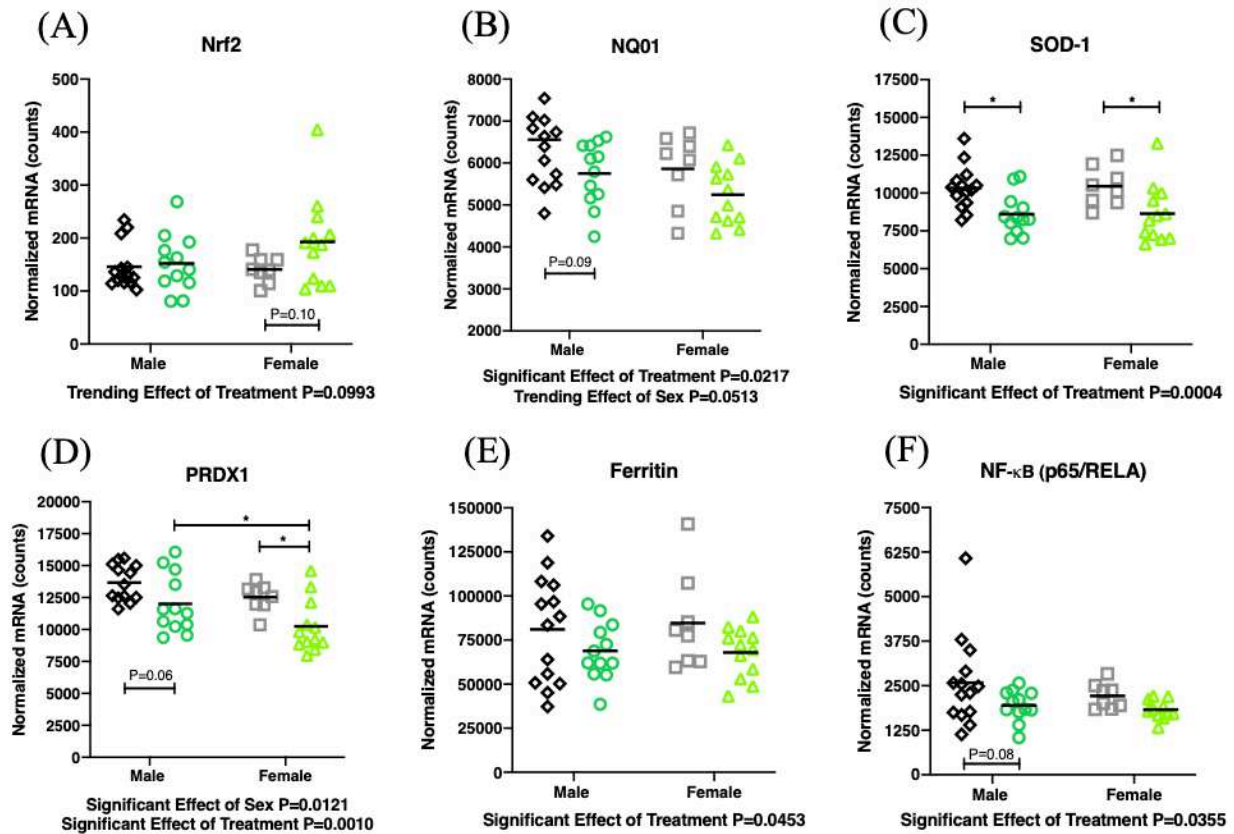 (A)
Nrf2
Normalized mRNA (counts)
500
400
300
200
100
0
P=0.10
Male
Female
Trending Effect of Treatment P=0.0993
(B)
NQ01
Normalized mRNA (counts)
8000
7000
6000
5000
4000
3000
2000
P=0.09
Male
Female
Significant Effect of Treatment P=0.0217
Trending Effect of Sex P=0.0513
(C)
SOD-1
Normalized mRNA (counts)
17500
15000
12500
10000
7500
5000
2500
0
*
*
Male
Female
Significant Effect of Treatment P=0.0004
(D)
PRDX1
Normalized mRNA (counts)
20000
17500
15000
12500
10000
7500
5000
2500
0
*
*
P=0.06
Male
Female
Significant Effect of Sex P=0.0121
Significant Effect of Treatment P=0.0010
(E)
Ferritin
Normalized mRNA (counts)
150000
125000
100000
75000
50000
25000
0
Male
Female
Significant Effect of Treatment P=0.0453
(F)
NF-κB (p65/RELA)
Normalized mRNA (counts)
7500
6250
3750
2500
1250
0
P=0.08
Male
Female
Significant Effect of Treatment P=0.0355